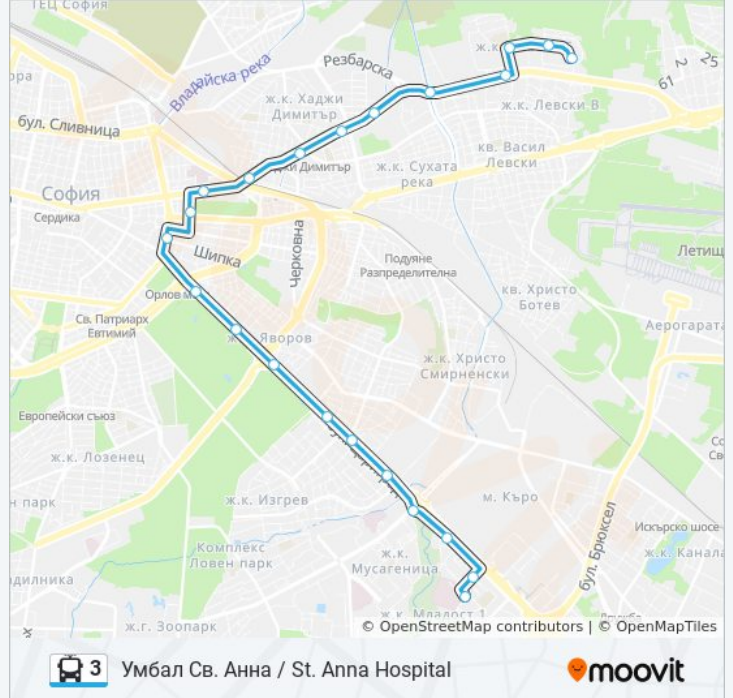 ТЕЦ София
Владайска река
Резбарска
ж.к. Хаджи
Димитър
ж.к. Левски В
61
2
25
бул. Сливница
кв. Васил
Левски
София
Сердика
ж.к. Сухата
река
Шипка
Черковна
Подуяне
Разпределителна
Летищ
кв. Христо
Ботев
Орлов м
Св. Патриарх
Евтимий
Яворов
Аерогарата
ж.к. Христо
Смирненски
Европейски съюз
ж.к. Лозенец
ж.к. Изгрев
м. Къро
бул. Брюксел
Искърско шосе
ж.к. Канала
Комплекс
Ловен парк
ж.к.
Мусагеница
ж.к. Младост 1
ж.г. Зоопарк
© OpenStreetMap contributors | © OpenMapTiles
3 Умбал Св. Анна / St. Anna Hospital
moovit